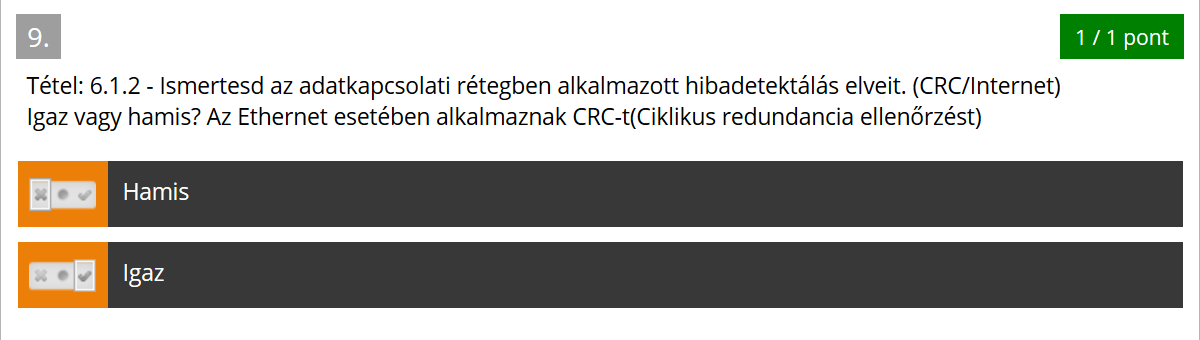 9.
1 / 1 pont
Tétel: 6.1.2 - Ismertesd az adatkapcsolati rétegben alkalmazott hibadetektálás elveit. (CRC/Internet)
Igaz vagy hamis? Az Ethernet esetében alkalmaznak CRC-t(Ciklikus redundancia ellenőrzést)
Hamis
Igaz